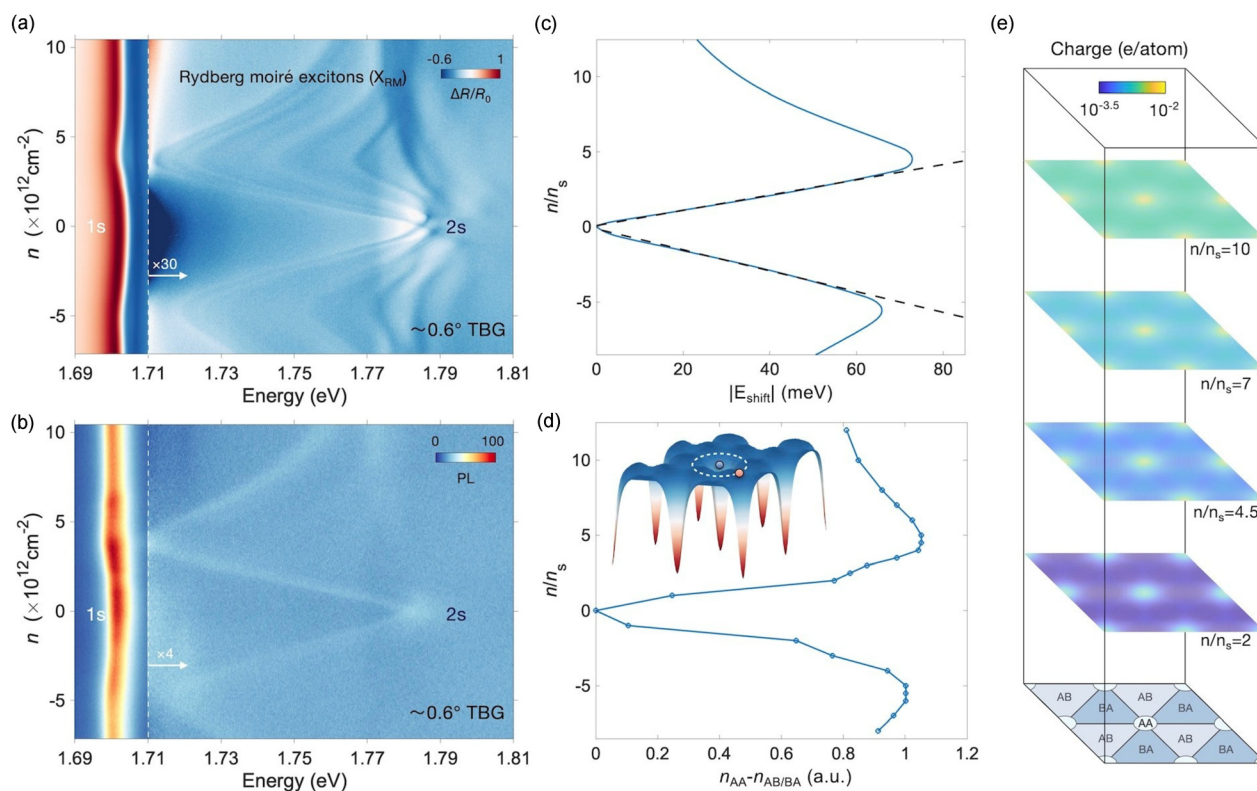 (a)
Rydberg moiré excitons (X_RM)
-0.6 1
ΔR/R₀
1s
2s
×30
~0.6° TBG
10
5
0
-5
n (×10¹²cm⁻²)
1.69 1.71 1.73 1.75 1.77 1.79 1.81
Energy (eV)
(b)
0 100
PL
1s
2s
×4
~0.6° TBG
10
5
0
-5
n (×10¹²cm⁻²)
1.69 1.71 1.73 1.75 1.77 1.79 1.81
Energy (eV)
(c)
10
5
0
-5
n/n_s
0 20 40 60 80
|E_shift| (meV)
(d)
10
5
0
-5
n/n_s
0 0.2 0.4 0.6 0.8 1 1.2
n_AA-n_AB/BA (a.u.)
(e)
Charge (e/atom)
10^-3.5 10^-2
n/n_s=10
n/n_s=7
n/n_s=4.5
n/n_s=2
AB AB
BA BA
AA
AB AB
BA BA